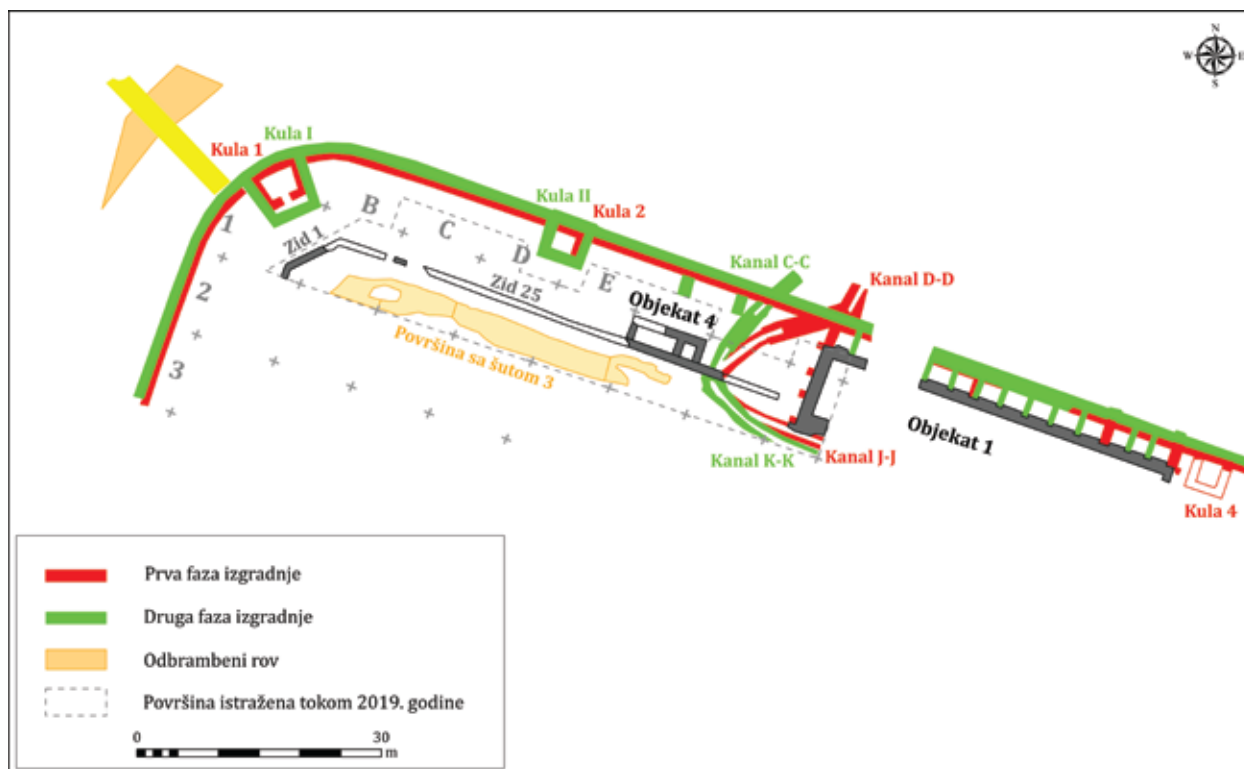 N
W E
S
Kula I
Kula 1
1
2
3
B
C
D
E
Kula II
Kula 2
Zid 1
Zid 25
Kanal C-C
Kanal D-D
Objekat 4
Površina sa šutom 3
Kanal K-K
Kanal J-J
Objekat 1
Kula 4
Prva faza izgradnje
Druga faza izgradnje
Odbrambeni rov
Površina istražena tokom 2019. godine
0 30
m